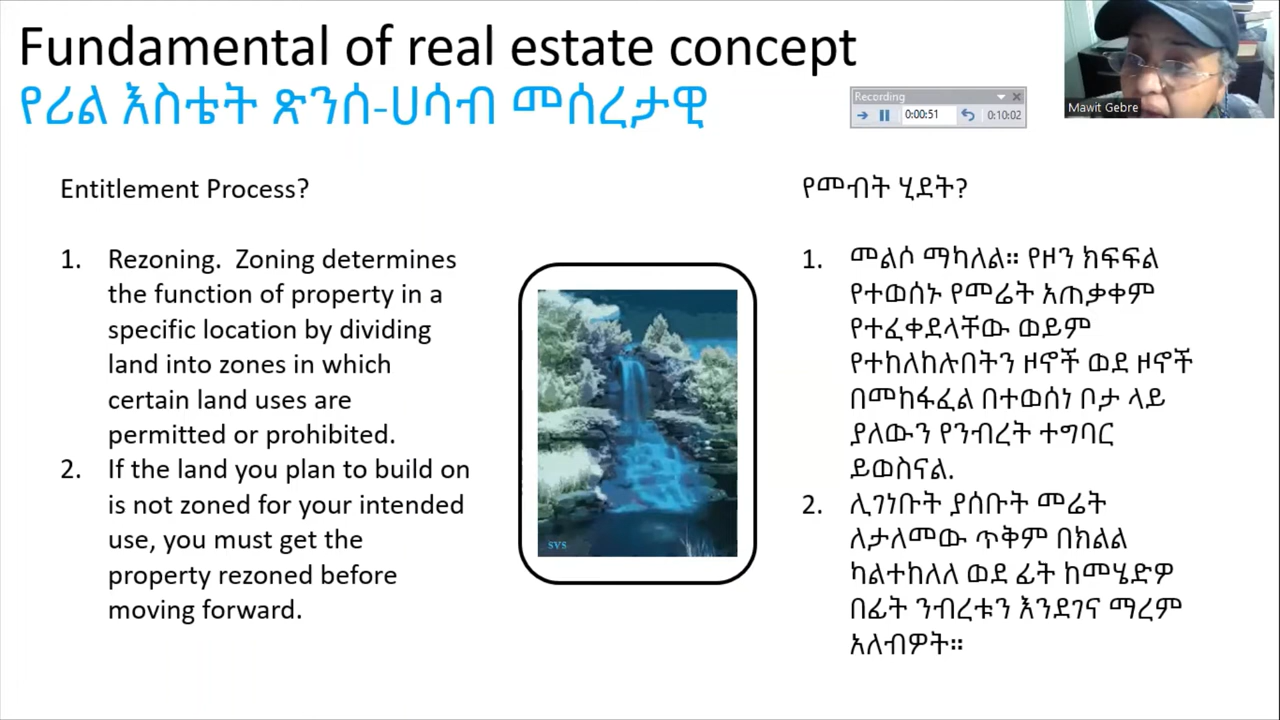 Fundamental of real estate concept
የሪል እስቴት ጽንሰ-ሀሳብ መሰረታዊ
Recording
0:00:51
0:10:02
Mawit Gebre
Entitlement Process?
1. Rezoning. Zoning determines
the function of property in a
specific location by dividing
land into zones in which
certain land uses are
permitted or prohibited.
2. If the land you plan to build on
is not zoned for your intended
use, you must get the
property rezoned before
moving forward.
svs
የመብት ሂደት?
1. መልሶ ማካለል። የዞን ክፍፍል
የተወሰኑ የመሬት አጠቃቀም
የተፈቀደላቸው ወይም
የተከለከሉበትን ዞኖች ወደ ዞኖች
በመከፋፈል በተወሰነ ቦታ ላይ
ያለውን የንብረት ተግባር
ይወስናል.
2. ሊገነቡት ያሰቡት መሬት
ለታለመው ጥቅም በክልል
ካልተከለለ ወደ ፊት ከመሄድዎ
በፊት ንብረቱን እንደገና ማረም
አለብዎት።